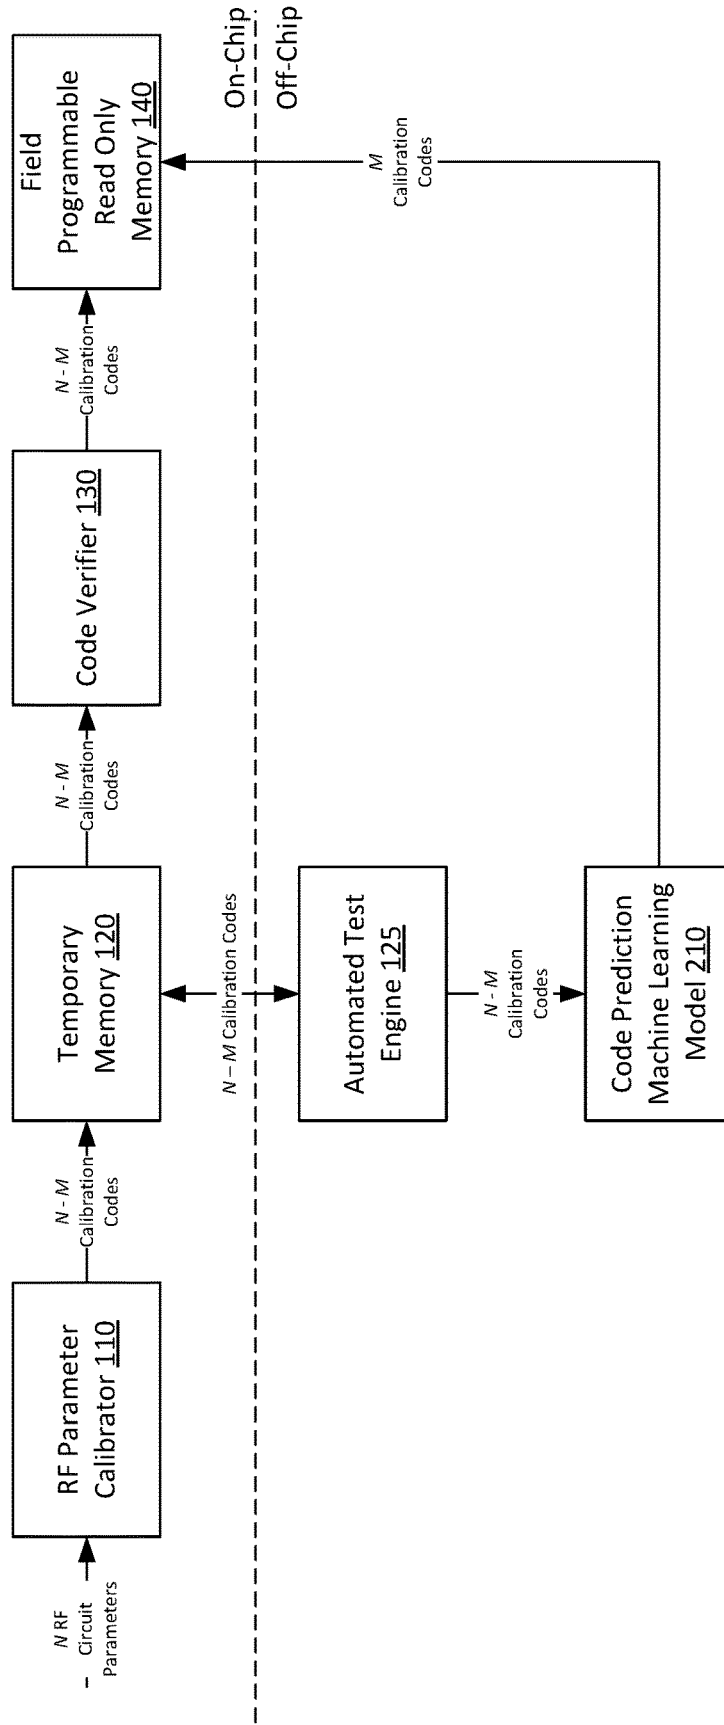 N RF
Circuit
Parameters
RF Parameter
Calibrator 110
N - M
Calibration
Codes
Temporary
Memory 120
N - M
Calibration
Codes
Code Verifier 130
N - M
Calibration
Codes
Field
Programmable
Read Only
Memory 140
N – M Calibration Codes
On-Chip
Off-Chip
Automated Test
Engine 125
N - M
Calibration
Codes
M
Calibration
Codes
Code Prediction
Machine Learning
Model 210